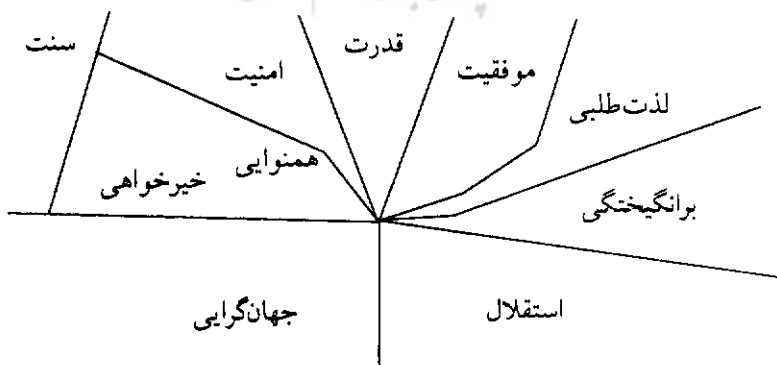 قدرت
سنت
امنیت
موفقیت
لذت‌طلبی
همنوایی
خیرخواهی
برانگیختگی
استقلال
جهان‌گرایی